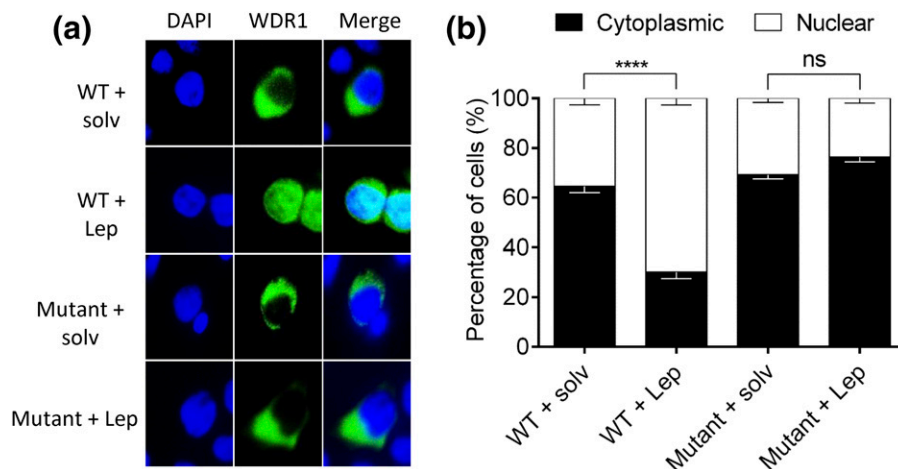 (a)
DAPI WDR1 Merge
WT +
solv
WT +
Lep
Mutant +
solv
Mutant + Lep
(b)
Cytoplasmic Nuclear
**** ns
Percentage of cells (%)
100
80
60
40
20
0
WT + solv
WT + Lep
Mutant + solv
Mutant + Lep